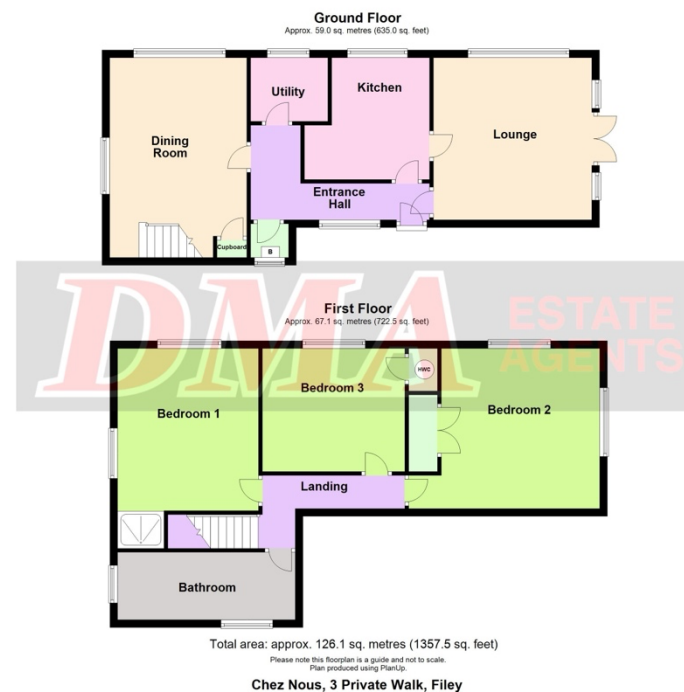 Ground Floor
Approx. 59.0 sq. metres (635.0 sq. feet)
Utility
Kitchen
Dining
Room
Lounge
Entrance
Hall
Cupboard
B
DMA
ESTATE
AGENTS
First Floor
Approx. 67.1 sq. metres (722.5 sq. feet)
HWC
Bedroom 3
Bedroom 1
Bedroom 2
Landing
Bathroom
Total area: approx. 126.1 sq. metres (1357.5 sq. feet)
Please note this floorplan is a guide and not to scale.
Plan produced using PlanUp.
Chez Nous, 3 Private Walk, Filey